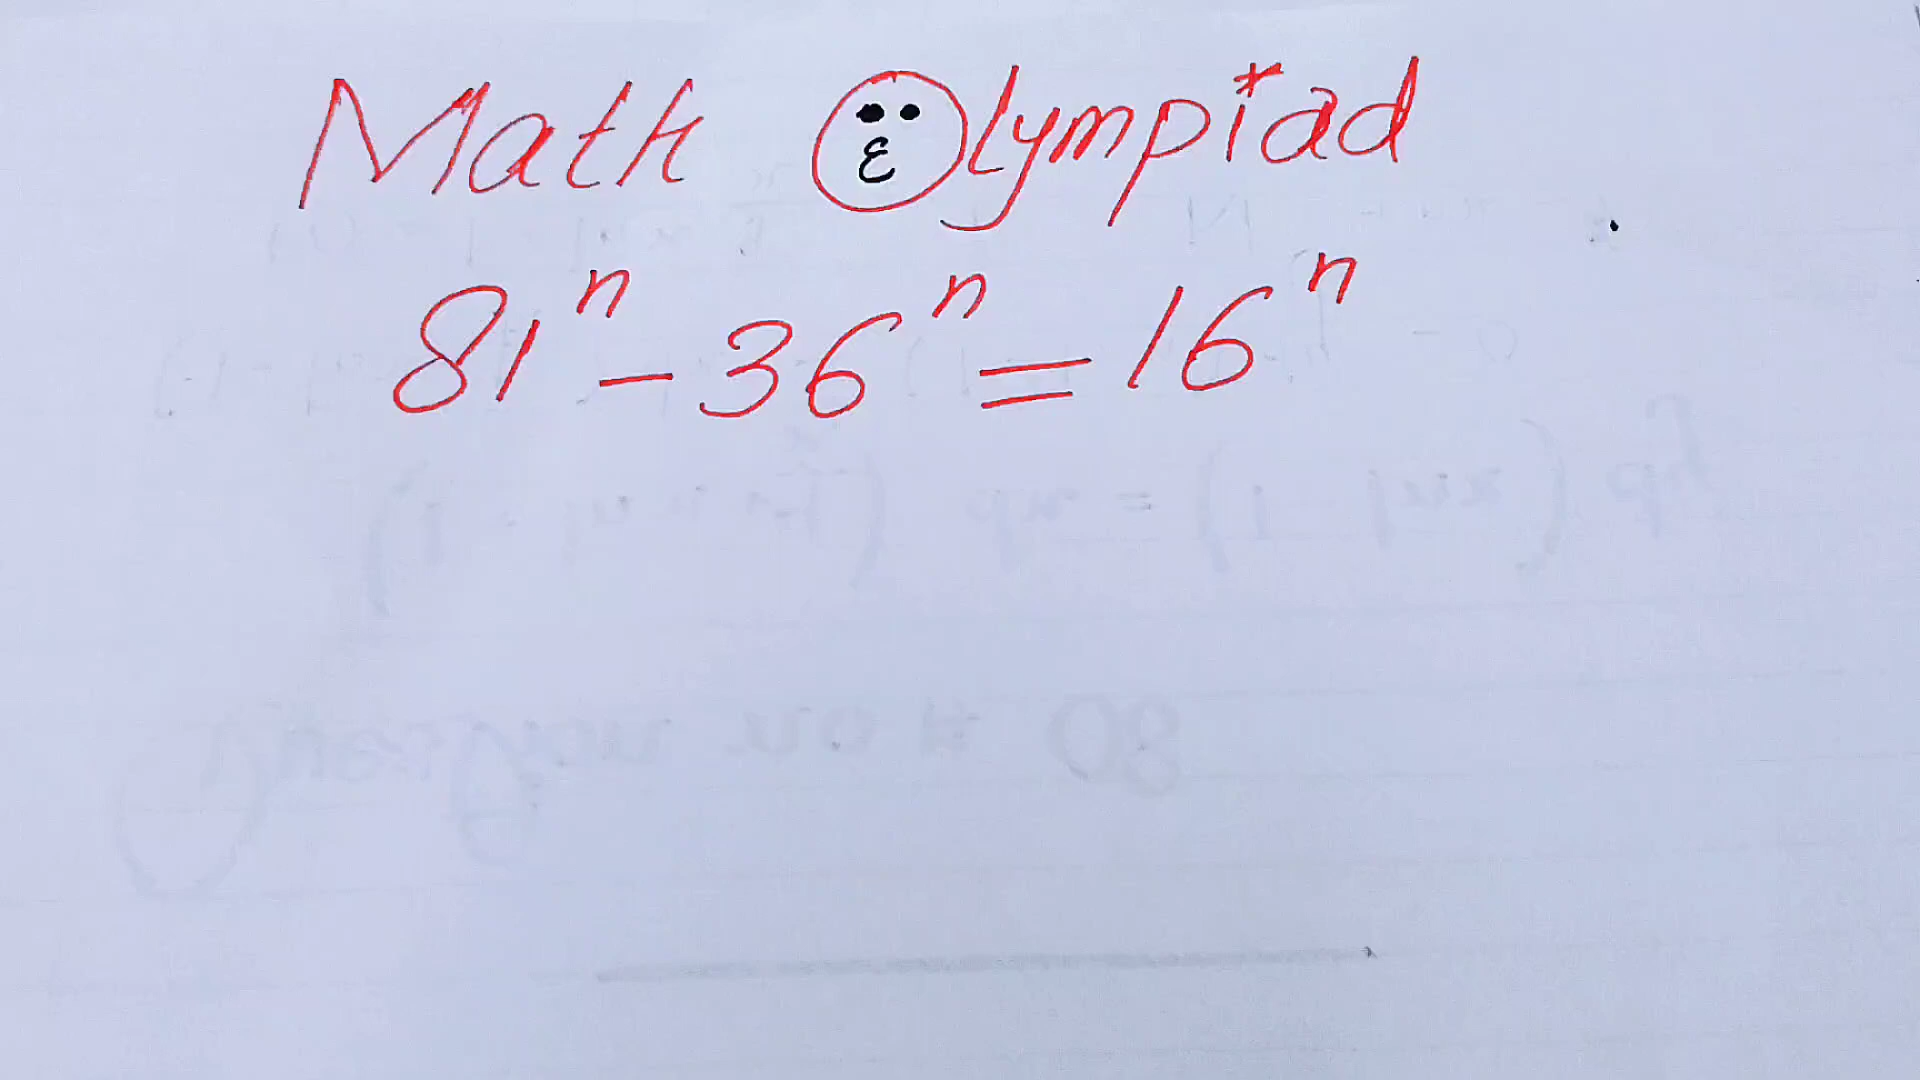 Math Olympiad
81ⁿ - 36ⁿ = 16ⁿ